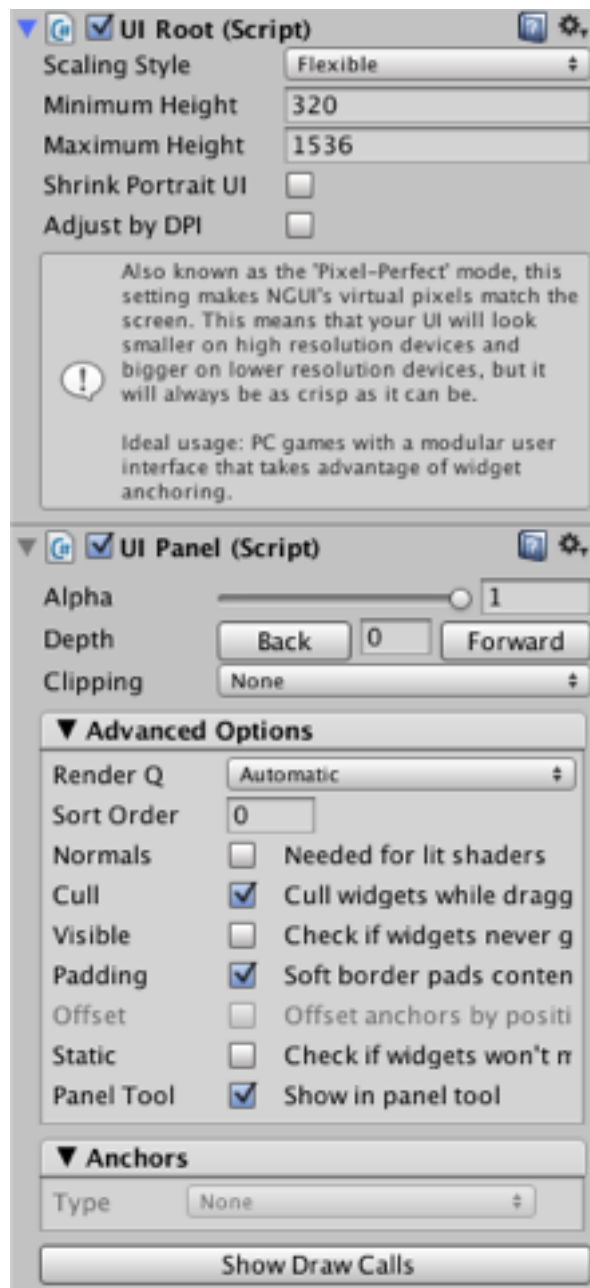 UI Root (Script)
Scaling Style Flexible
Minimum Height 320
Maximum Height 1536
Shrink Portrait UI
Adjust by DPI
Also known as the 'Pixel-Perfect' mode, this
setting makes NGUI's virtual pixels match the
screen. This means that your UI will look
smaller on high resolution devices and
bigger on lower resolution devices, but it
will always be as crisp as it can be.
Ideal usage: PC games with a modular user
interface that takes advantage of widget
anchoring.
UI Panel (Script)
Alpha 1
Depth Back 0 Forward
Clipping None
Advanced Options
Render Q Automatic
Sort Order 0
Normals Needed for lit shaders
Cull Cull widgets while dragg
Visible Check if widgets never g
Padding Soft border pads conten
Offset Offset anchors by positi
Static Check if widgets won't m
Panel Tool Show in panel tool
Anchors
Type None
Show Draw Calls